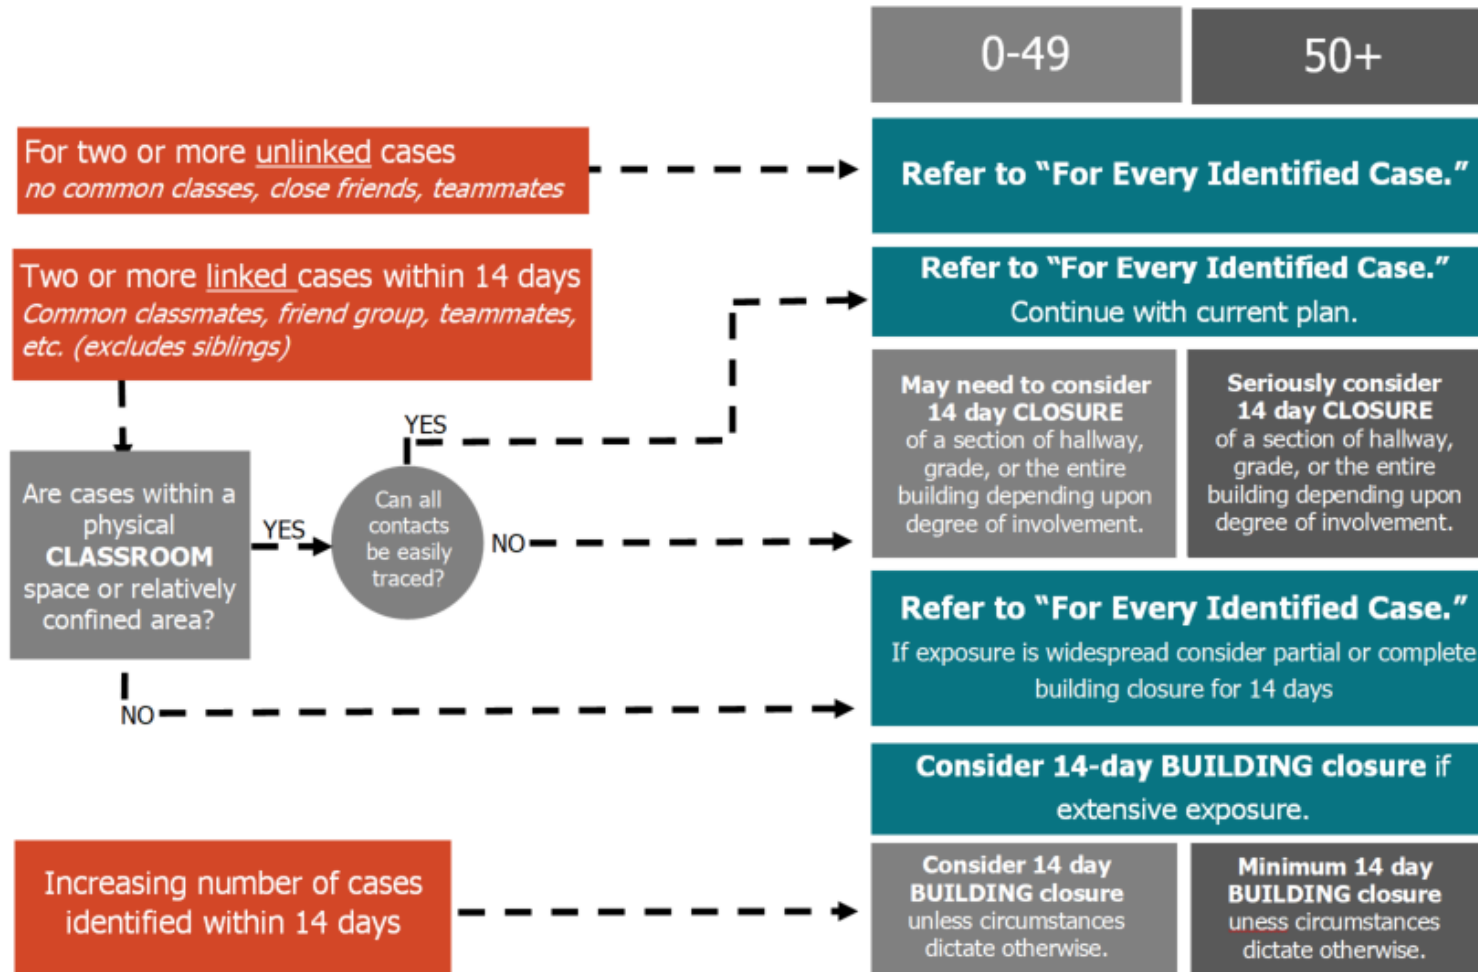 0-49
50+
For two or more unlinked cases
no common classes, close friends, teammates
Refer to “For Every Identified Case.”
Two or more linked cases within 14 days
Common classmates, friend group, teammates,
etc. (excludes siblings)
Refer to “For Every Identified Case.”
Continue with current plan.
Are cases within a
physical
CLASSROOM
space or relatively
confined area?
YES
Can all
contacts
be easily
traced?
YES
NO
May need to consider
14 day CLOSURE
of a section of hallway,
grade, or the entire
building depending upon
degree of involvement.
Seriously consider
14 day CLOSURE
of a section of hallway,
grade, or the entire
building depending upon
degree of involvement.
NO
Refer to “For Every Identified Case.”
If exposure is widespread consider partial or complete
building closure for 14 days
Consider 14-day BUILDING closure if
extensive exposure.
Increasing number of cases
identified within 14 days
Consider 14 day
BUILDING closure
unless circumstances
dictate otherwise.
Minimum 14 day
BUILDING closure
uness circumstances
dictate otherwise.